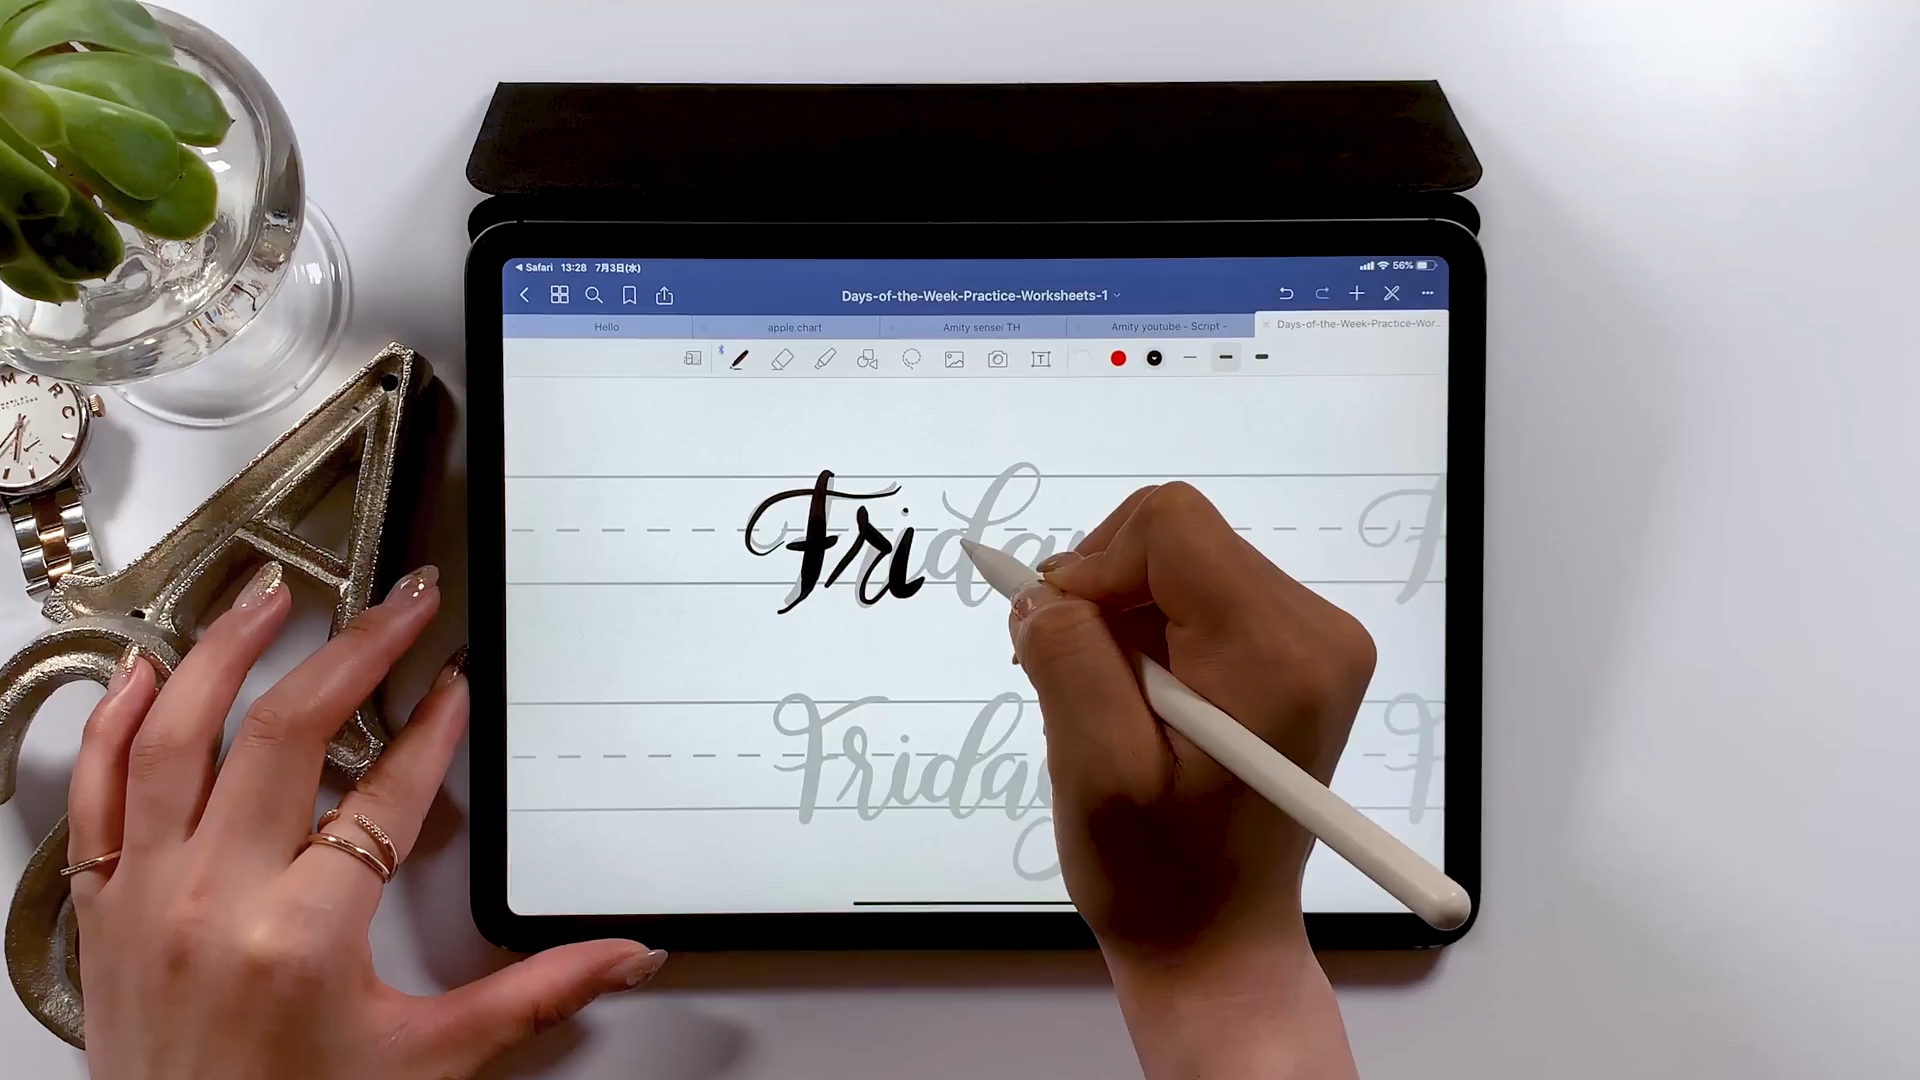 MARC
Safari 13:28 7月3日(水) 56%
Days-of-the-Week-Practice-Worksheets-1
Hello apple chart Amity sensei TH Amity youtube - Script - Days-of-the-Week-Practice-Wor...
T
Friday F
Friday F